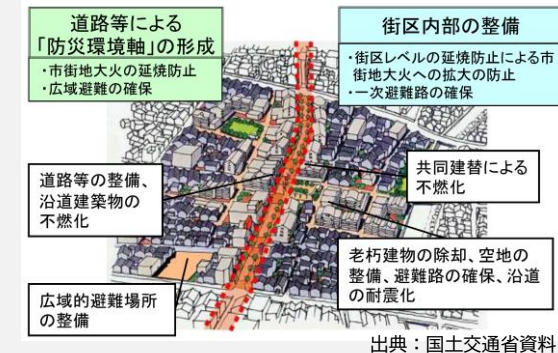 道路等による
「防災環境軸」の形成
・市街地大火の延焼防止
・広域避難の確保
街区内部の整備
・街区レベルの延焼防止による市
街地大火への拡大の防止
・一次避難路の確保
道路等の整備、
沿道建築物の
不燃化
共同建替による
不燃化
老朽建物の除却、空地の
整備、避難路の確保、沿道
の耐震化
広域的避難場所
の整備
出典：国土交通省資料